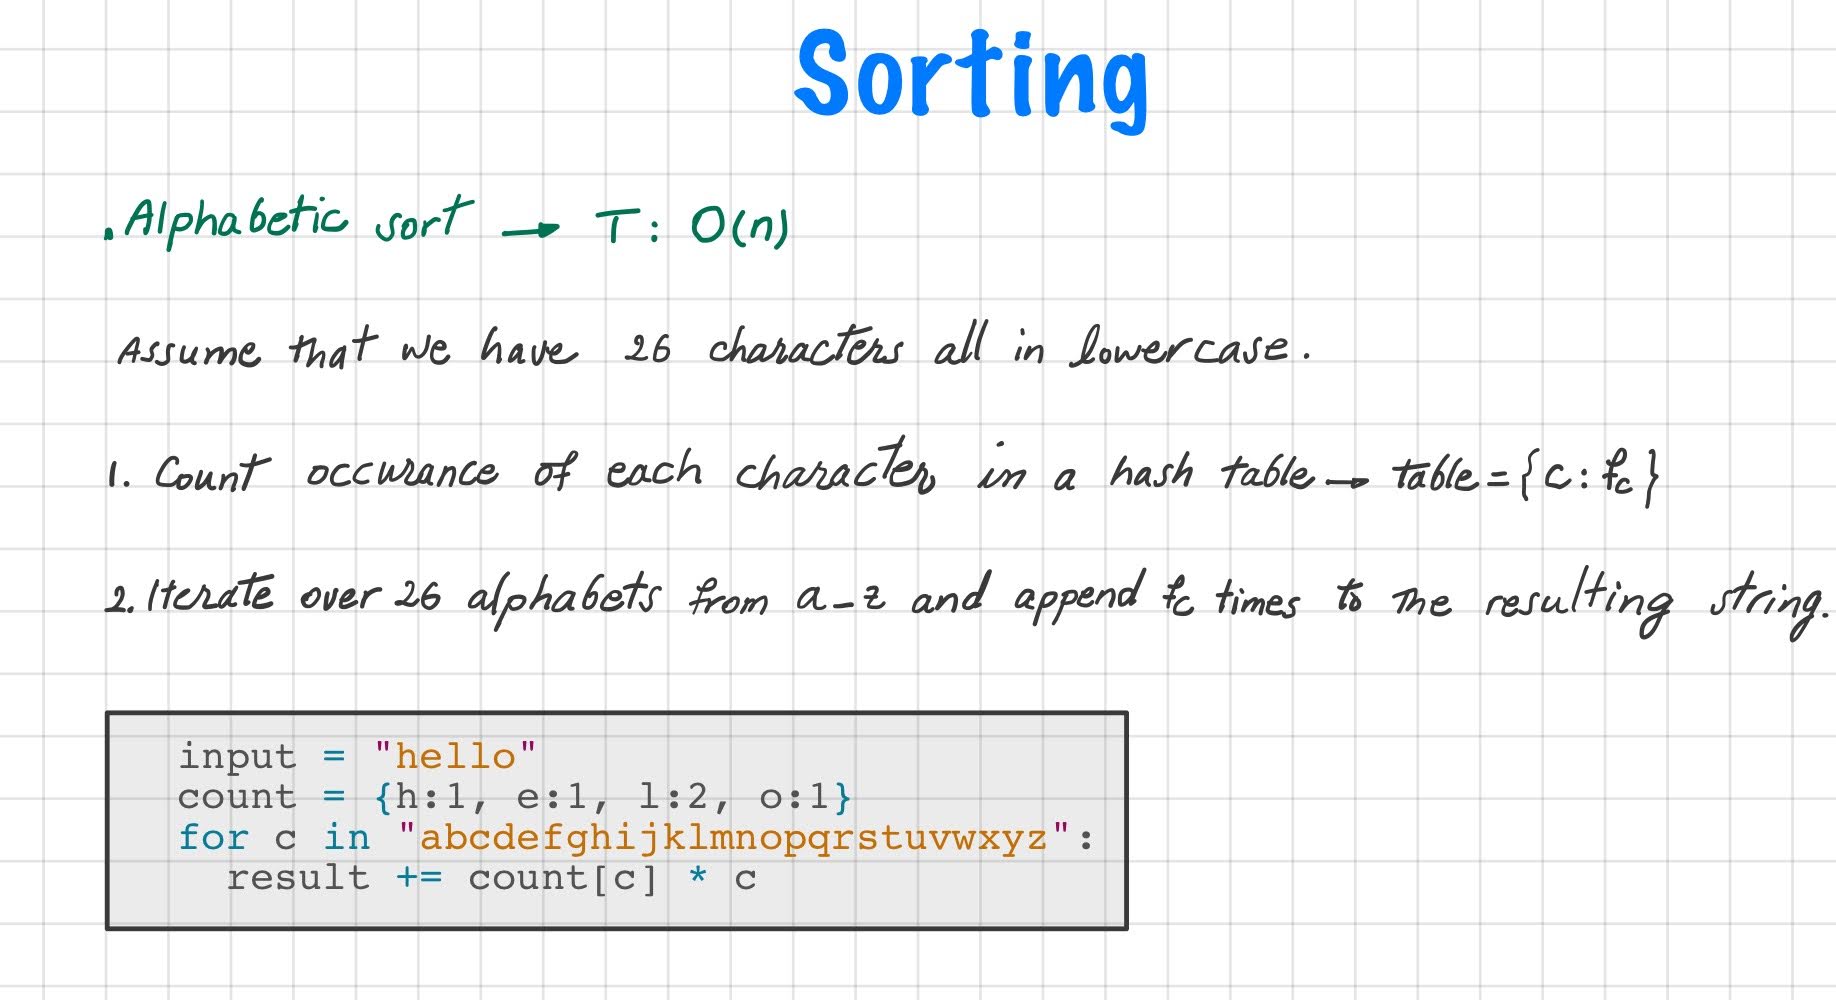 Sorting
. Alphabetic sort → T: O(n)
Assume that we have 26 characters all in lowercase.
1. Count occurance of each character in a hash table → table = {c: fc}
2. Iterate over 26 alphabets from a-z and append fc times to the resulting string.
input = "hello"
count = {h:1, e:1, l:2, o:1}
for c in "abcdefghijklmnopqrstuvwxyz":
  result += count[c] * c